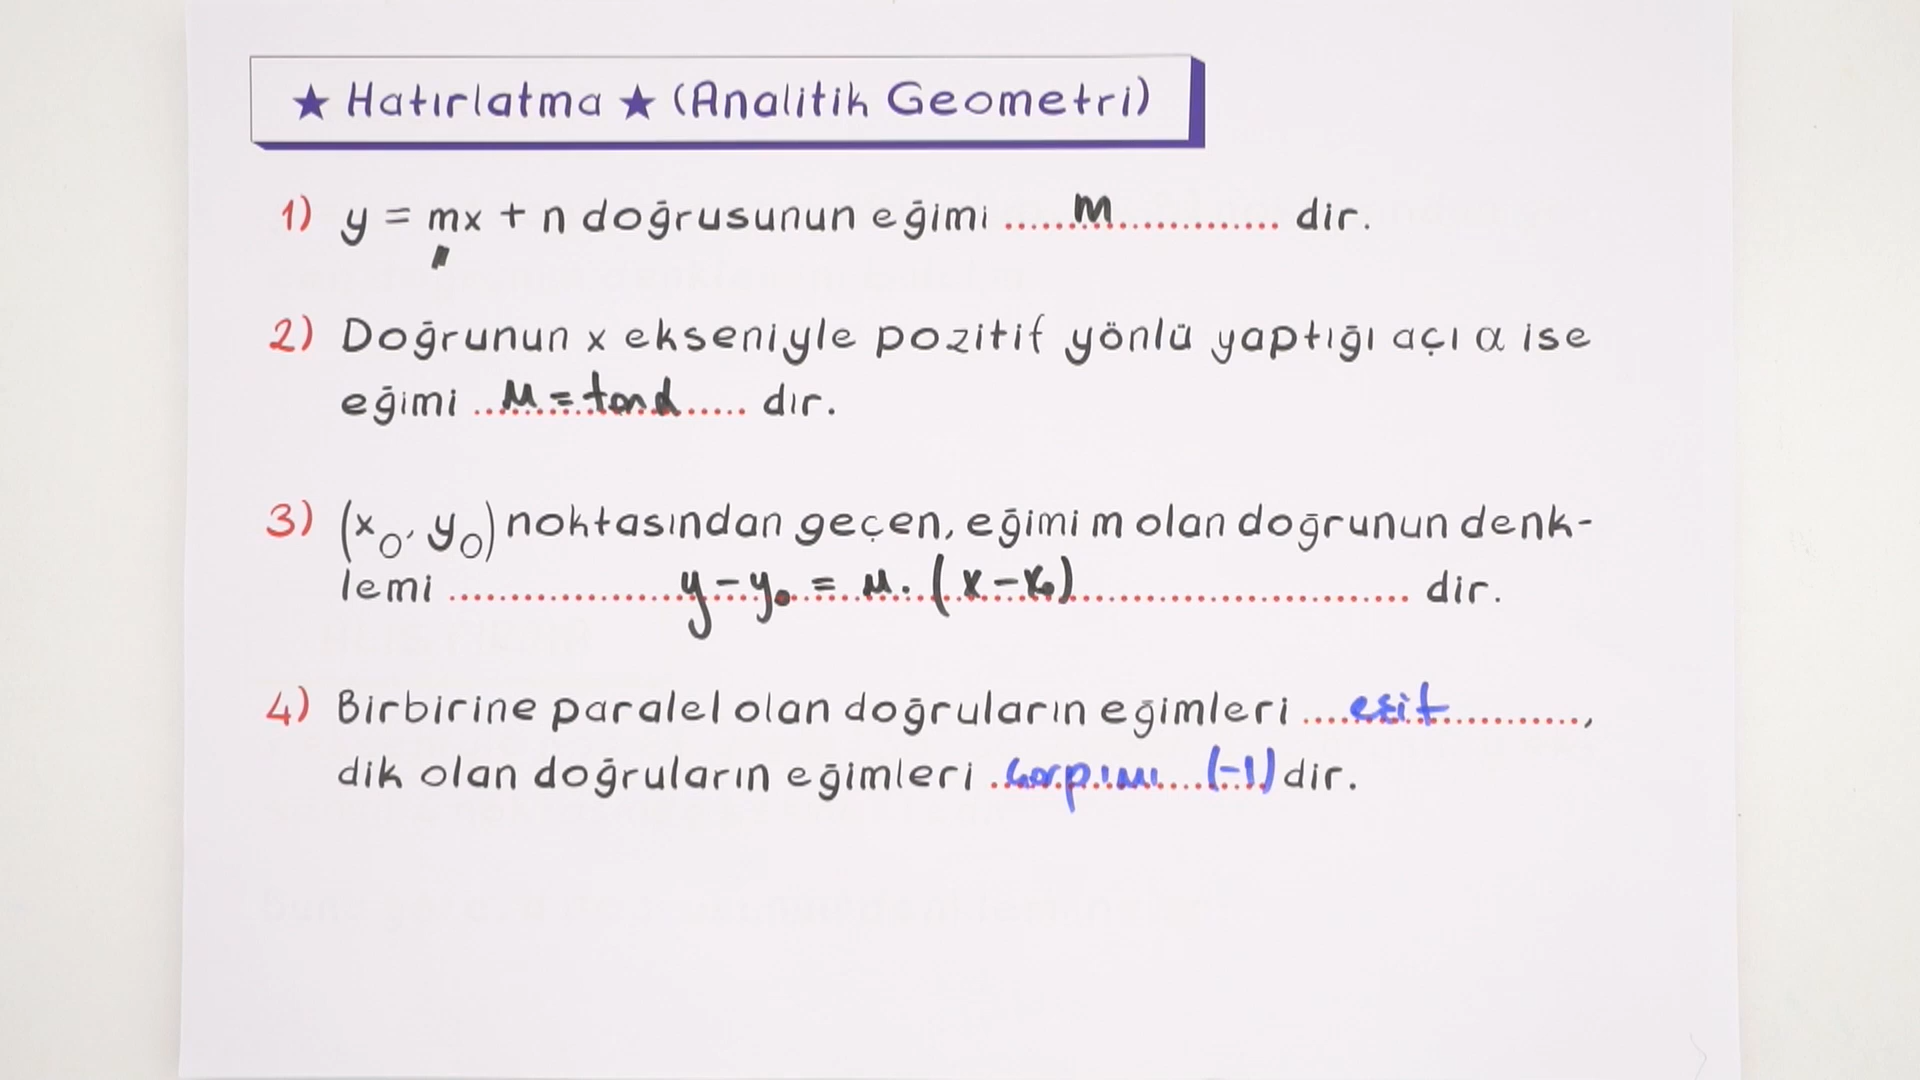 ★ Hatırlatma ★ (Analitik Geometri)
1) y = mx + n doğrusunun eğimi ......m............. dir.
2) Doğrunun x ekseniyle pozitif yönlü yaptığı açı α ise
eğimi ...m = tanα..... dır.
3) (x₀, y₀) noktasından geçen, eğimi m olan doğrunun denk-
lemi ...................y - y₀ = m . (x - x₀)........................... dir.
4) Birbirine paralel olan doğruların eğimleri ....eşit...........,
dik olan doğruların eğimleri .çarpımı...(-1) dir.